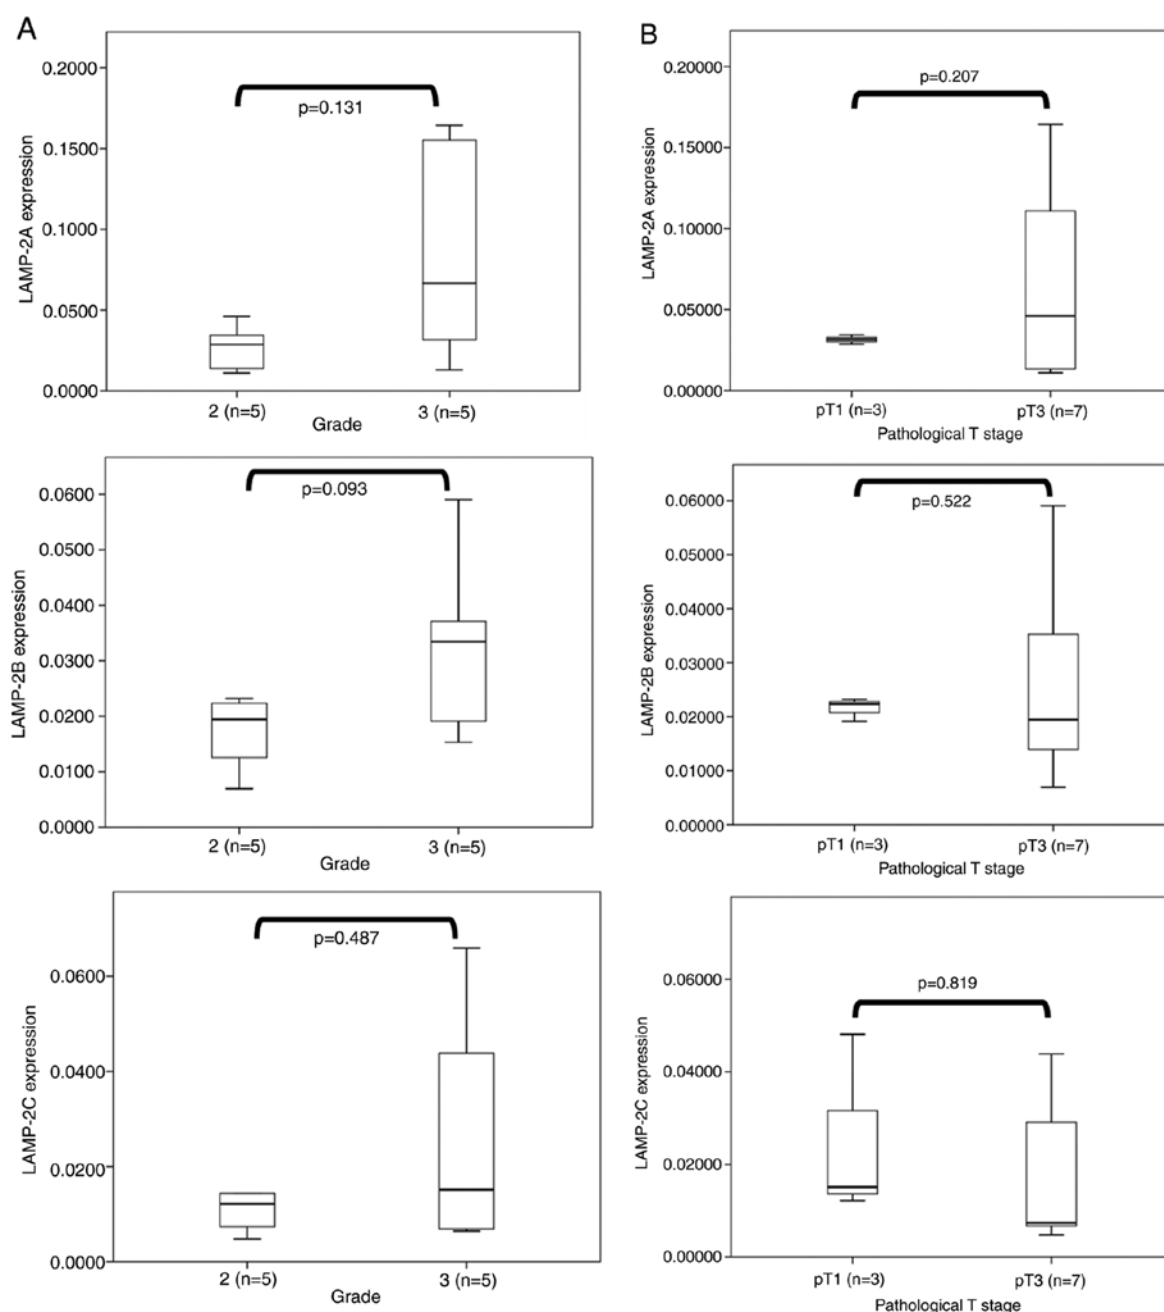 A
LAMP-2A expression
0.2000
0.1500
0.1000
0.0500
0.0000
p=0.131
2 (n=5)
3 (n=5)
Grade
B
LAMP-2A expression
0.20000
0.15000
0.10000
0.05000
0.00000
p=0.207
pT1 (n=3)
pT3 (n=7)
Pathological T stage
LAMP-2B expression
0.0600
0.0500
0.0400
0.0300
0.0200
0.0100
0.0000
p=0.093
2 (n=5)
3 (n=5)
Grade
LAMP-2B expression
0.06000
0.05000
0.04000
0.03000
0.02000
0.01000
0.00000
p=0.522
pT1 (n=3)
pT3 (n=7)
Pathological T stage
LAMP-2C expression
0.0600
0.0400
0.0200
0.0000
p=0.487
2 (n=5)
3 (n=5)
Grade
LAMP-2C expression
0.06000
0.04000
0.02000
0.00000
p=0.819
pT1 (n=3)
pT3 (n=7)
Pathological T stage